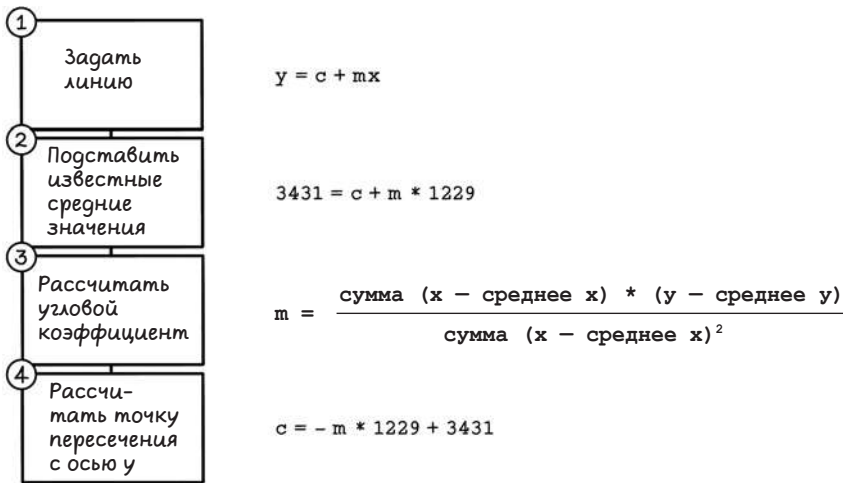 1
Задать
линию
y = c + mx
2
Подставить
известные
средние
значения
3431 = c + m * 1229
3
Рассчитать
угловой
коэффициент
m = сумма (x — среднее x) * (y — среднее y)
сумма (x — среднее x)²
4
Рассчи-
тать точку
пересечения
с осью y
c = - m * 1229 + 3431